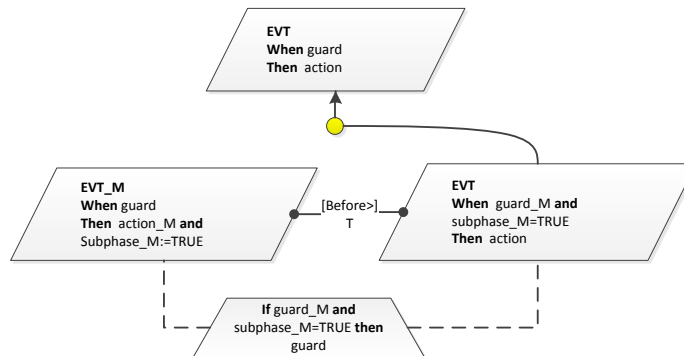 EVT
When guard
Then action
EVT_M
When guard
Then action_M and
Subphase_M:=TRUE
[Before>]
T
EVT
When guard_M and
subphase_M=TRUE
Then action
If guard_M and
subphase_M=TRUE then
guard